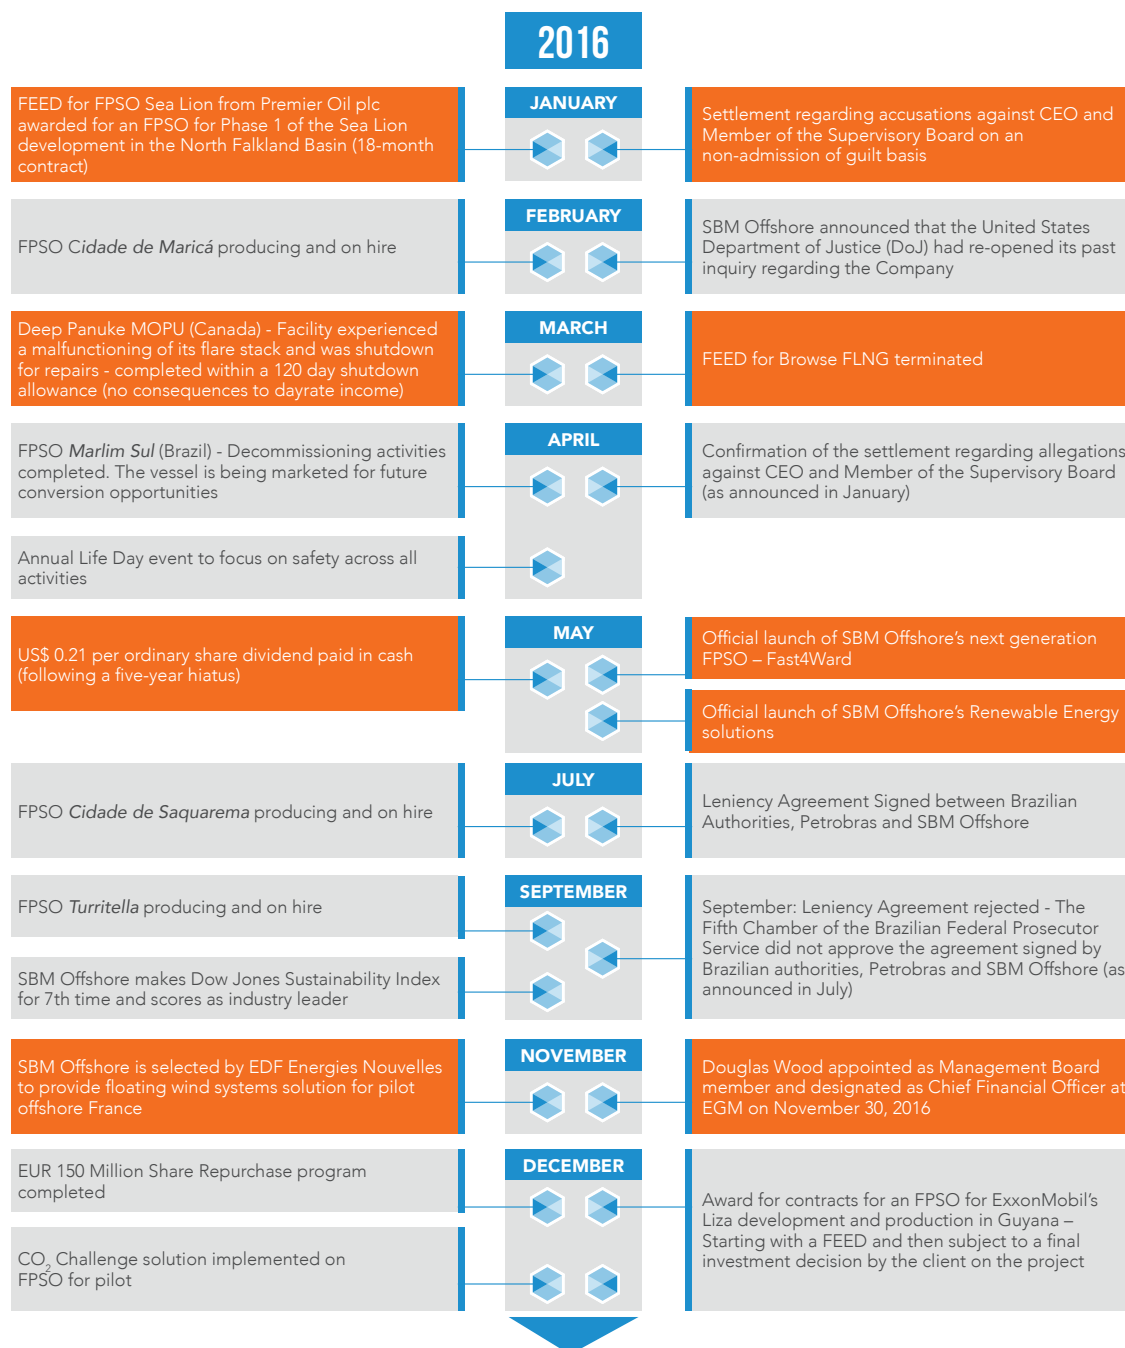 2016
JANUARY
FEED for FPSO Sea Lion from Premier Oil plc
awarded for an FPSO for Phase 1 of the Sea Lion
development in the North Falkland Basin (18-month
contract)
Settlement regarding accusations against CEO and
Member of the Supervisory Board on an
non-admission of guilt basis
FEBRUARY
FPSO Cidade de Maricá producing and on hire
SBM Offshore announced that the United States
Department of Justice (DoJ) had re-opened its past
inquiry regarding the Company
MARCH
Deep Panuke MOPU (Canada) - Facility experienced
a malfunctioning of its flare stack and was shutdown
for repairs - completed within a 120 day shutdown
allowance (no consequences to dayrate income)
FEED for Browse FLNG terminated
APRIL
FPSO Marlim Sul (Brazil) - Decommissioning activities
completed. The vessel is being marketed for future
conversion opportunities
Confirmation of the settlement regarding allegations
against CEO and Member of the Supervisory Board
(as announced in January)
Annual Life Day event to focus on safety across all
activities
MAY
US$ 0.21 per ordinary share dividend paid in cash
(following a five-year hiatus)
Official launch of SBM Offshore's next generation
FPSO – Fast4Ward
Official launch of SBM Offshore's Renewable Energy
solutions
JULY
FPSO Cidade de Saquarema producing and on hire
Leniency Agreement Signed between Brazilian
Authorities, Petrobras and SBM Offshore
SEPTEMBER
FPSO Turritella producing and on hire
SBM Offshore makes Dow Jones Sustainability Index
for 7th time and scores as industry leader
September: Leniency Agreement rejected - The
Fifth Chamber of the Brazilian Federal Prosecutor
Service did not approve the agreement signed by
Brazilian authorities, Petrobras and SBM Offshore (as
announced in July)
NOVEMBER
SBM Offshore is selected by EDF Energies Nouvelles
to provide floating wind systems solution for pilot
offshore France
Douglas Wood appointed as Management Board
member and designated as Chief Financial Officer at
EGM on November 30, 2016
DECEMBER
EUR 150 Million Share Repurchase program
completed
CO2 Challenge solution implemented on
FPSO for pilot
Award for contracts for an FPSO for ExxonMobil's
Liza development and production in Guyana –
Starting with a FEED and then subject to a final
investment decision by the client on the project